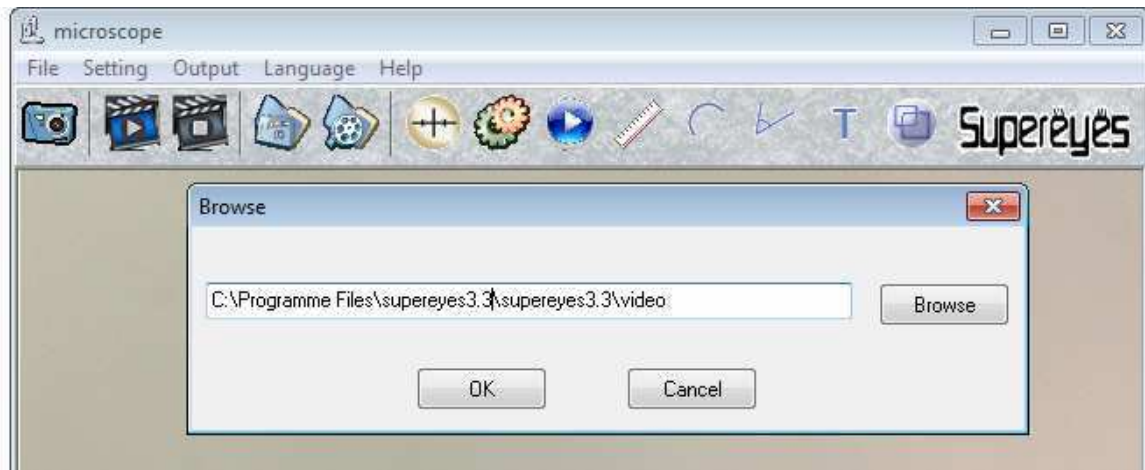 microscope
File Setting Output Language Help
T Supereyes
Browse
C:\Programme Files\supereyes3.3\supereyes3.3\video
Browse
OK Cancel